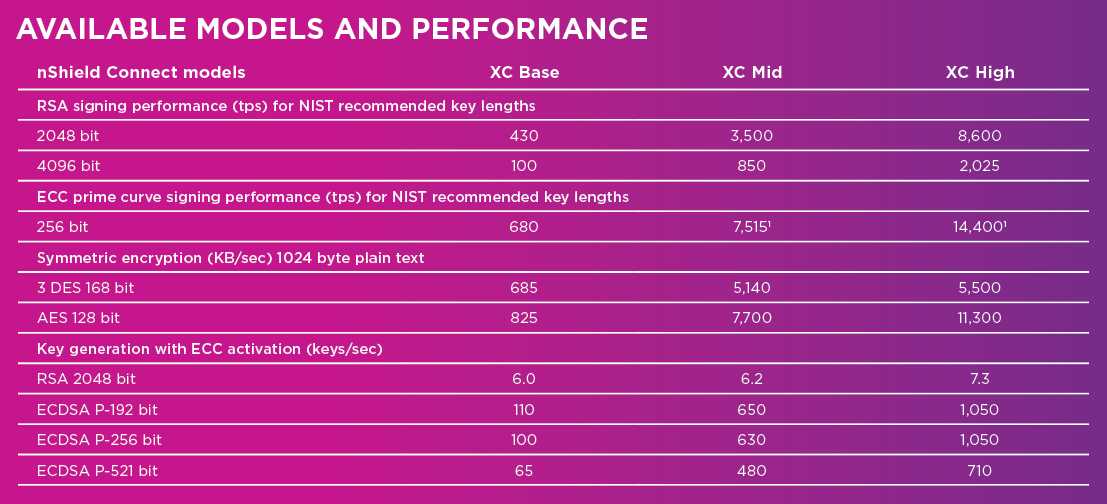 AVAILABLE MODELS AND PERFORMANCE
nShield Connect models XC Base XC Mid XC High
RSA signing performance (tps) for NIST recommended key lengths
2048 bit 430 3,500 8,600
4096 bit 100 850 2,025
ECC prime curve signing performance (tps) for NIST recommended key lengths
256 bit 680 7,515¹ 14,400¹
Symmetric encryption (KB/sec) 1024 byte plain text
3 DES 168 bit 685 5,140 5,500
AES 128 bit 825 7,700 11,300
Key generation with ECC activation (keys/sec)
RSA 2048 bit 6.0 6.2 7.3
ECDSA P-192 bit 110 650 1,050
ECDSA P-256 bit 100 630 1,050
ECDSA P-521 bit 65 480 710